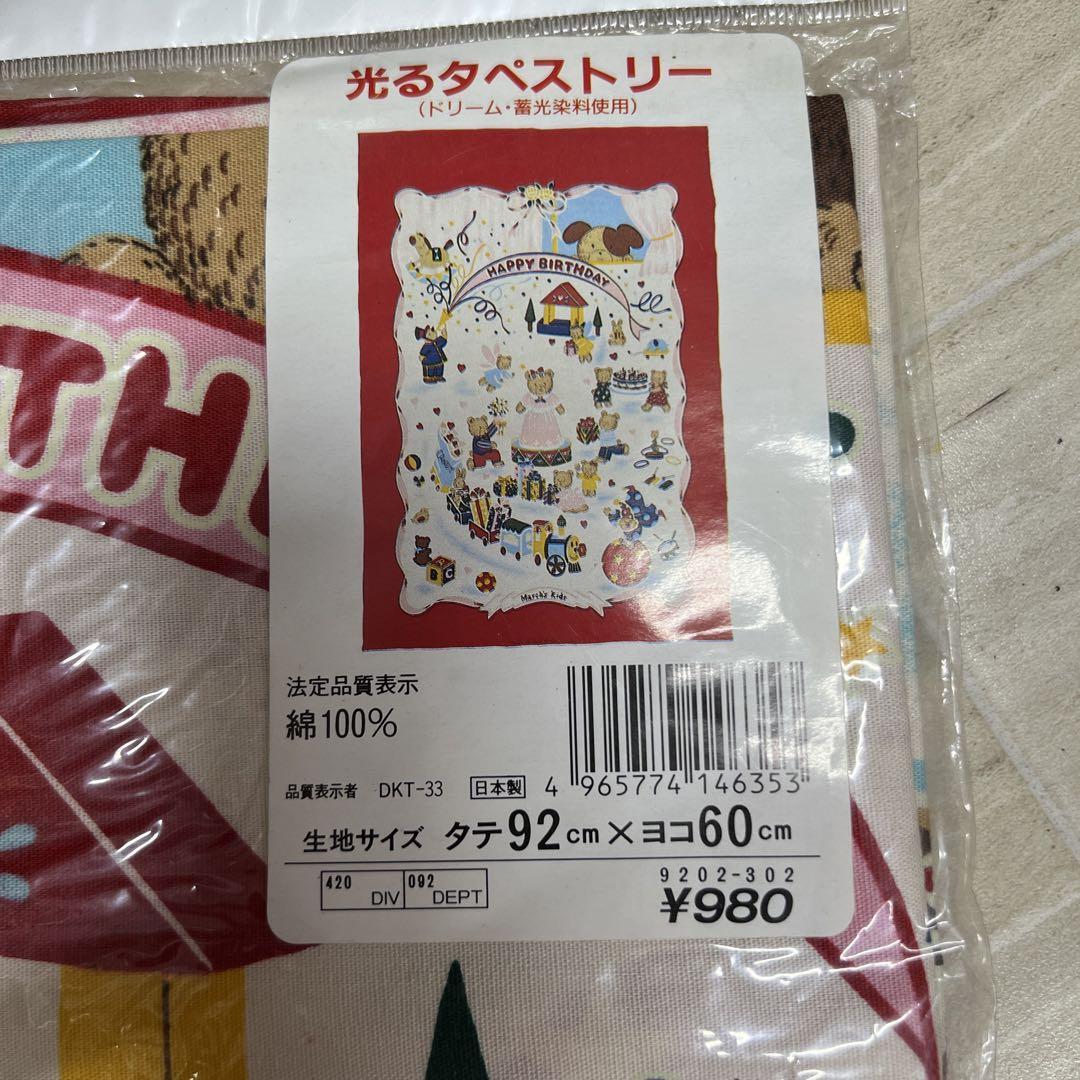 光るタペストリー
(ドリーム・蓄光染料使用)
HAPPY BIRTHDAY
March's Kids
法定品質表示
綿100%
品質表示者 DKT-33 日本製
4 965774 146353
生地サイズ タテ92cm×ヨコ60cm
420 DIV 092 DEPT
9202-302
¥980
TH